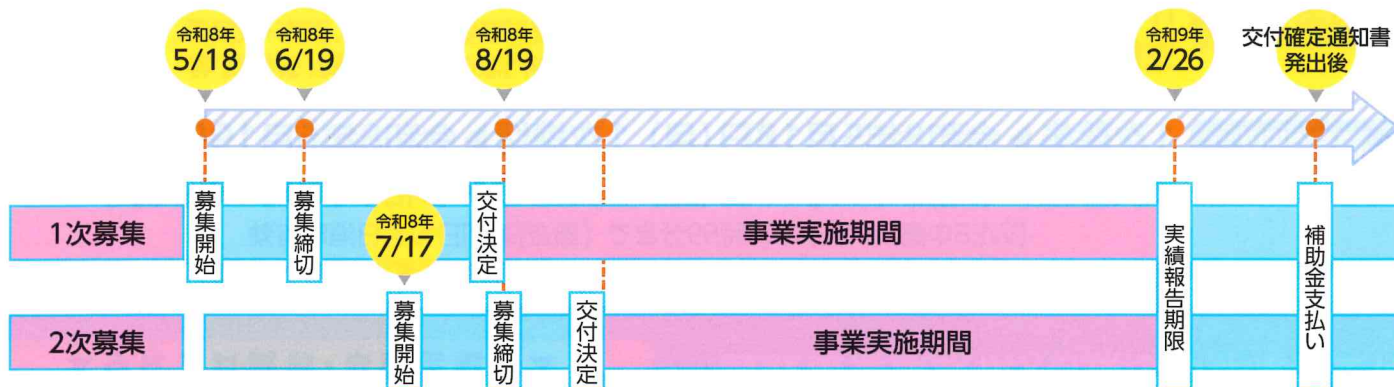 令和8年
5/18
令和8年
6/19
令和8年
8/19
令和9年
2/26
交付確定通知書
発出後
1次募集
募集開始
募集締切
令和8年
7/17
交付決定
事業実施期間
実績報告期限
補助金支払い
2次募集
募集開始
募集締切
交付決定
事業実施期間